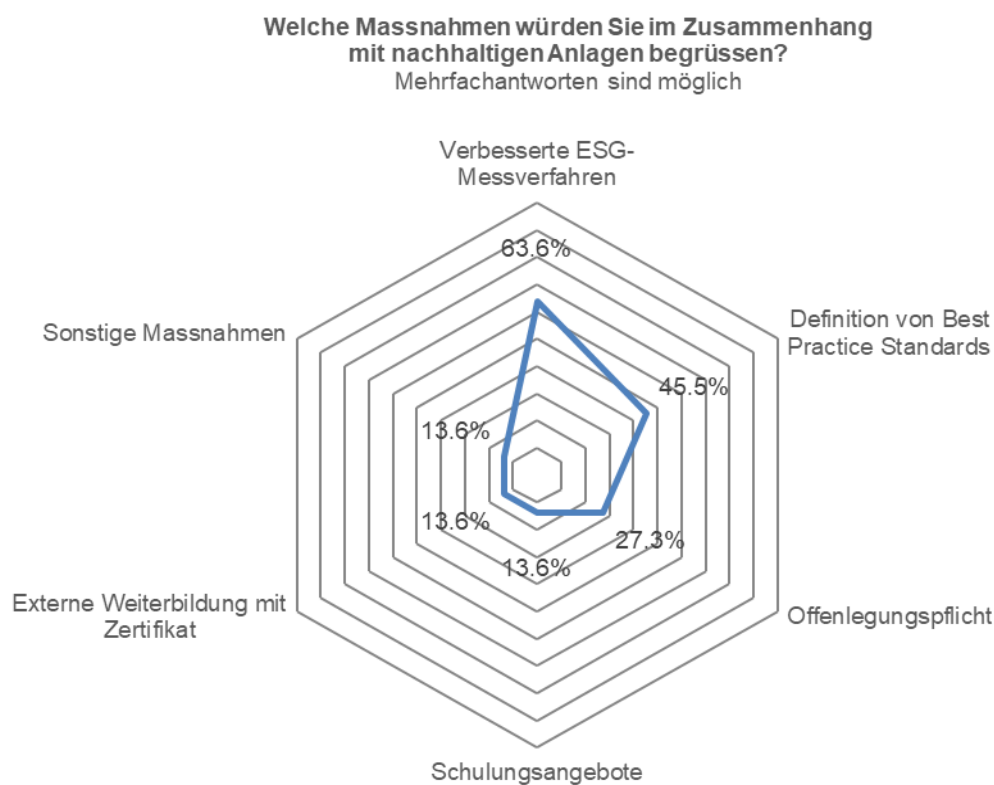 Welche Massnahmen würden Sie im Zusammenhang
mit nachhaltigen Anlagen begrüssen?
Mehrfachantworten sind möglich
Verbesserte ESG-
Messverfahren
63.6%
Definition von Best
Practice Standards
45.5%
Offenlegungspflicht
27.3%
Schulungsangebote
13.6%
Externe Weiterbildung mit
Zertifikat
13.6%
Sonstige Massnahmen
13.6%